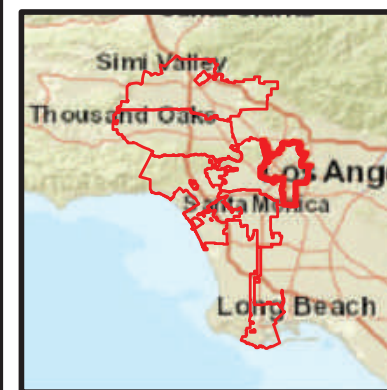 Simi Valley
Thousand Oaks
Los Ang
Santa Monica
Long Beach